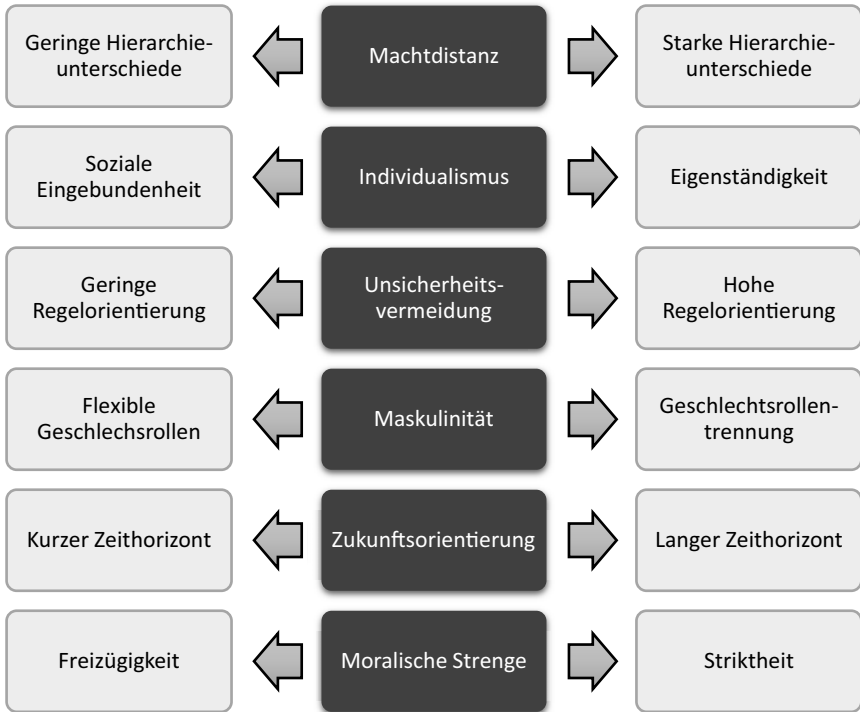 Geringe Hierarchie-
unterschiede
Machtdistanz
Starke Hierarchie-
unterschiede
Soziale
Eingebundenheit
Individualismus
Eigenständigkeit
Geringe
Regelorientierung
Unsicherheits-
vermeidung
Hohe
Regelorientierung
Flexible
Geschlechsrollen
Maskulinität
Geschlechtsrollen-
trennung
Kurzer Zeithorizont
Zukunftsorientierung
Langer Zeithorizont
Freizügigkeit
Moralische Strenge
Striktheit